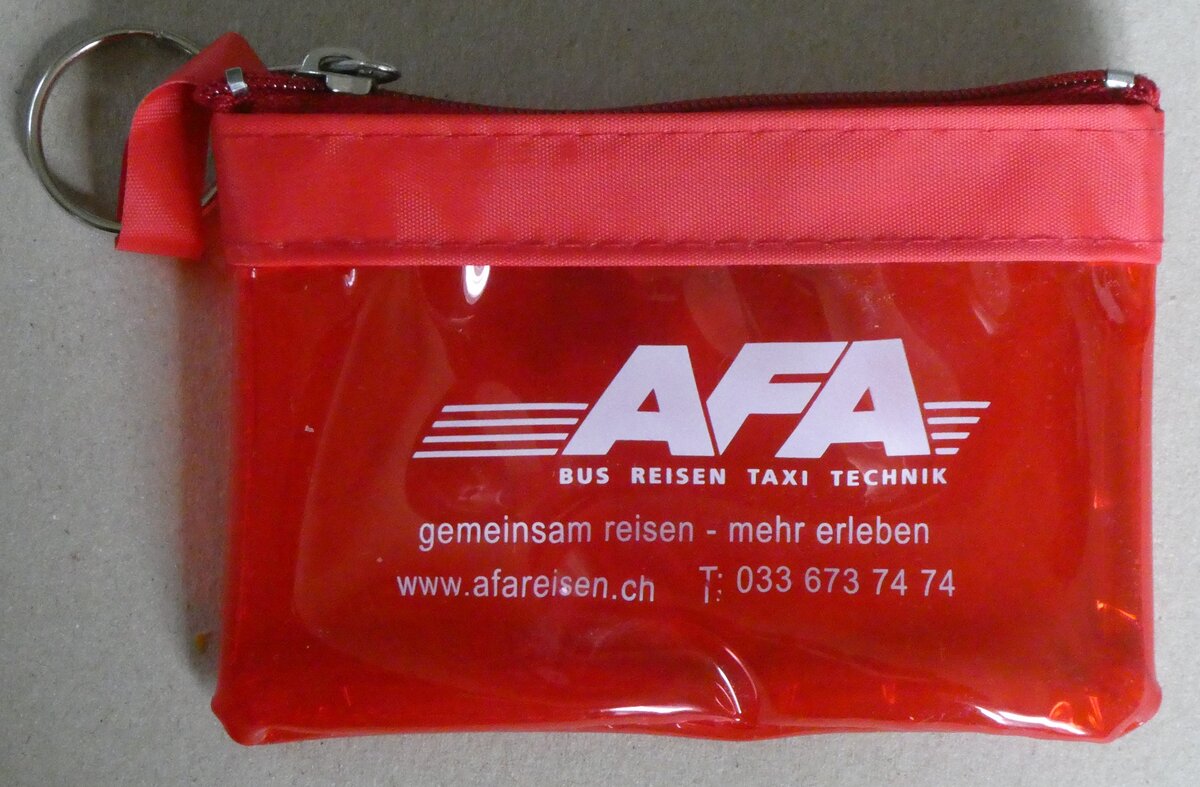 AFA
BUS REISEN TAXI TECHNIK
gemeinsam reisen - mehr erleben
www.afareisen.ch T: 033 673 74 74